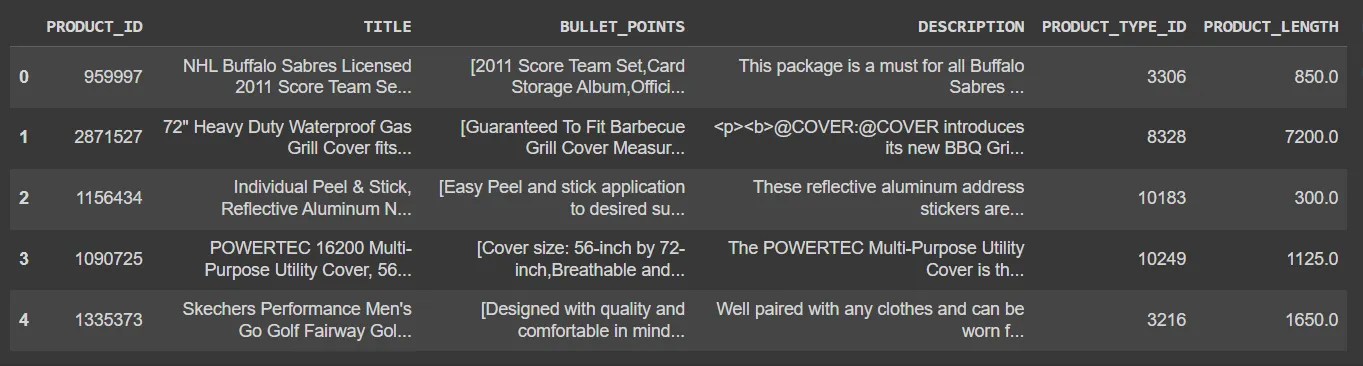 PRODUCT_ID TITLE BULLET_POINTS DESCRIPTION PRODUCT_TYPE_ID PRODUCT_LENGTH
0 959997 NHL Buffalo Sabres Licensed [2011 Score Team Set,Card This package is a must for all Buffalo 3306 850.0
2011 Score Team Se... Storage Album,Offici... Sabres ...
1 2871527 72" Heavy Duty Waterproof Gas [Guaranteed To Fit Barbecue <p><b>@COVER:@COVER introduces 8328 7200.0
Grill Cover fits... Grill Cover Measur... its new BBQ Gri...
2 1156434 Individual Peel & Stick, [Easy Peel and stick application These reflective aluminum address 10183 300.0
Reflective Aluminum N... to desired su... stickers are...
3 1090725 POWERTEC 16200 Multi- [Cover size: 56-inch by 72- The POWERTEC Multi-Purpose Utility 10249 1125.0
Purpose Utility Cover, 56... inch,Breathable and... Cover is th...
4 1335373 Skechers Performance Men's [Designed with quality and Well paired with any clothes and can be 3216 1650.0
Go Golf Fairway Gol... comfortable in mind... worn f...